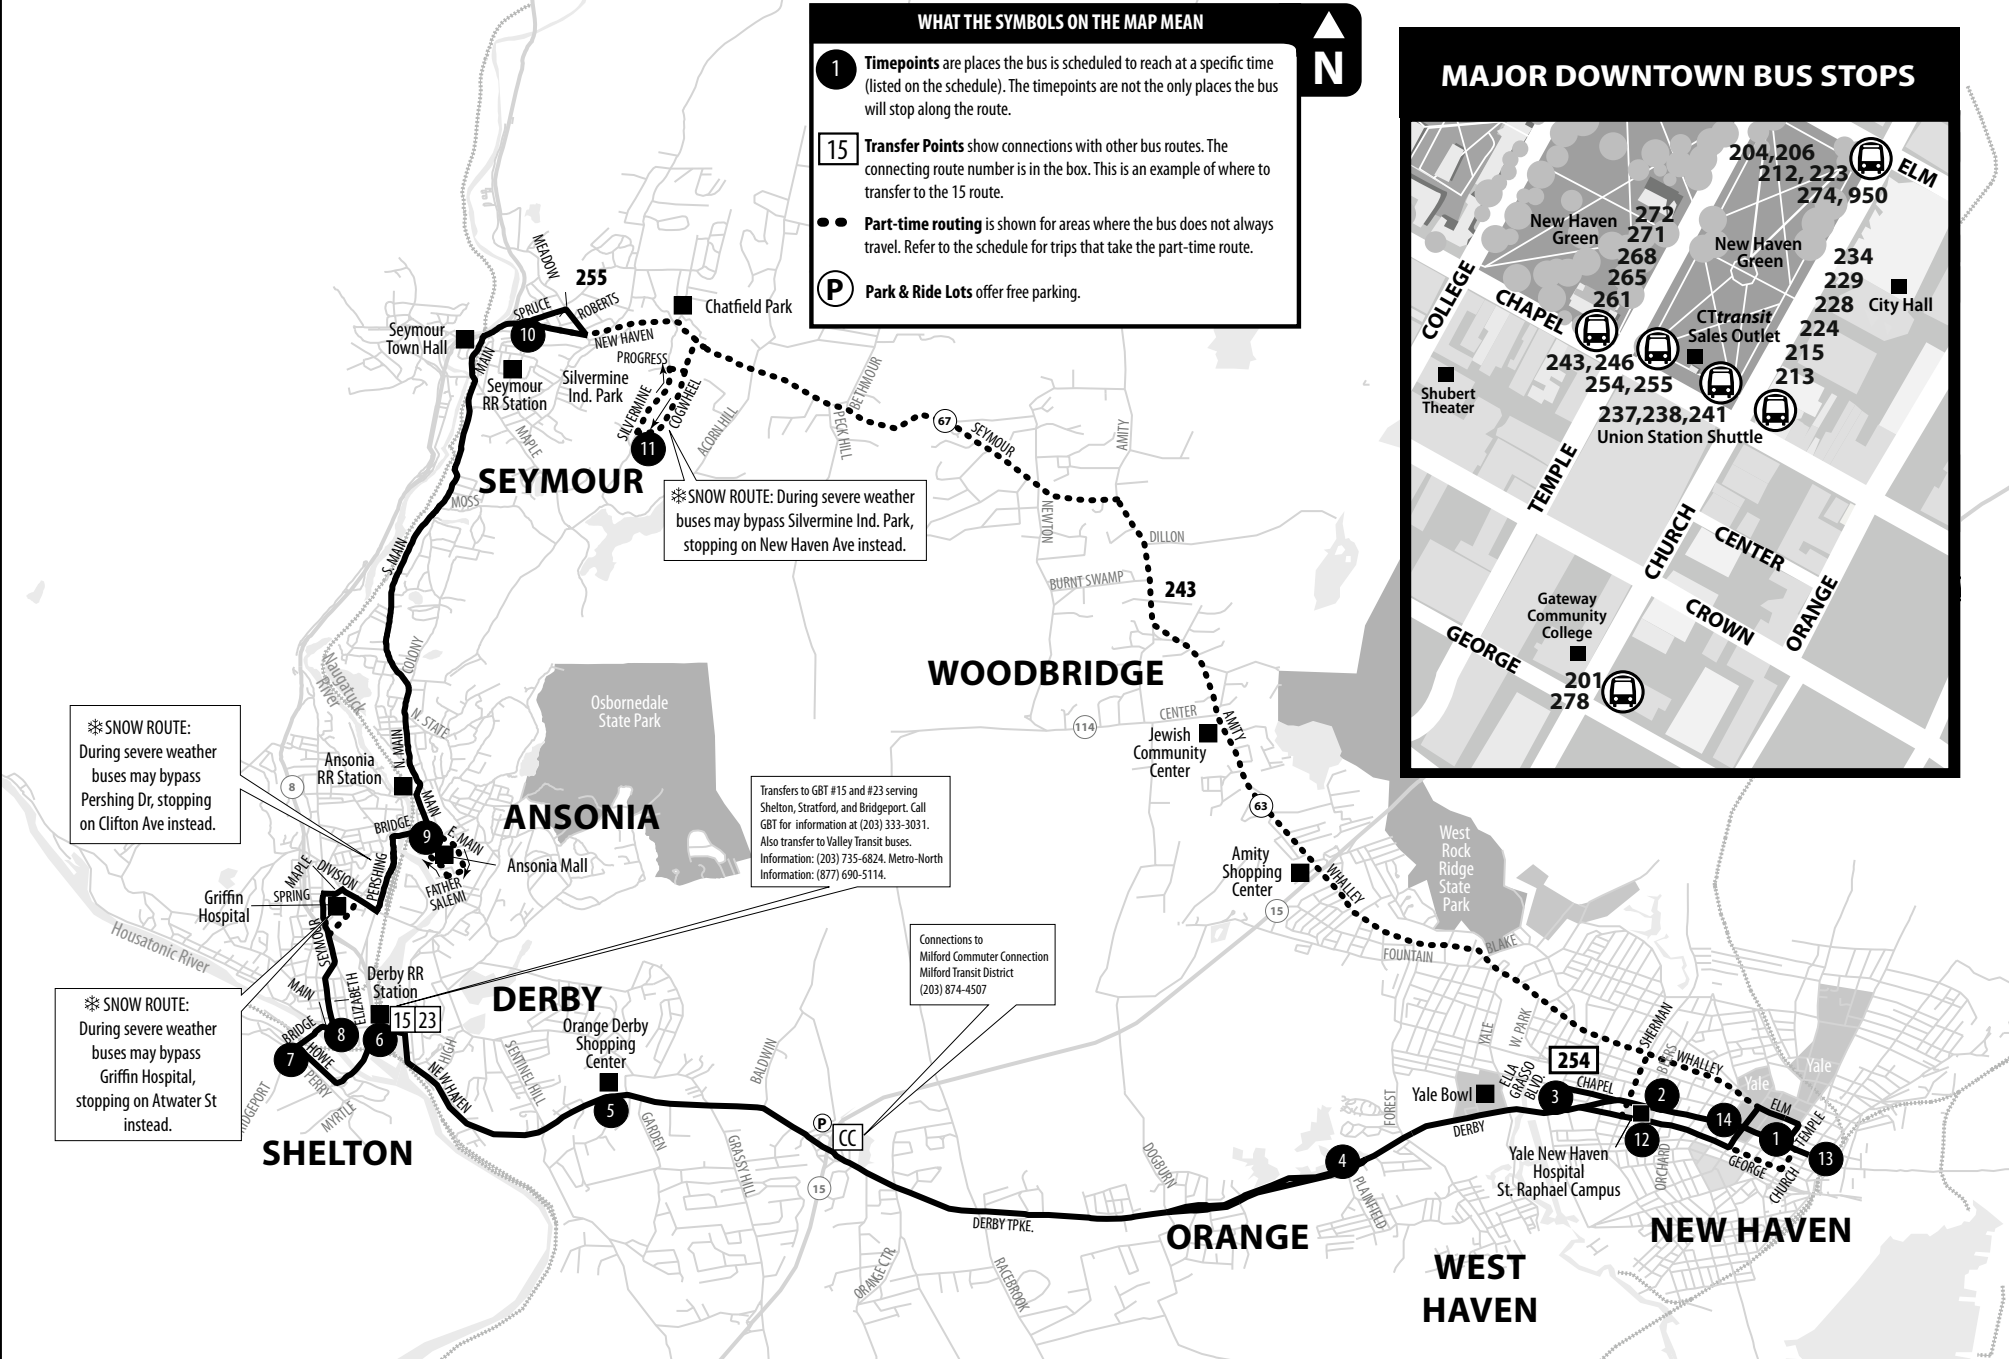 WHAT THE SYMBOLS ON THE MAP MEAN
N
1
Timepoints are places the bus is scheduled to reach at a specific time
(listed on the schedule). The timepoints are not the only places the bus
will stop along the route.
15
Transfer Points show connections with other bus routes. The
connecting route number is in the box. This is an example of where to
transfer to the 15 route.
Part-time routing is shown for areas where the bus does not always
travel. Refer to the schedule for trips that take the part-time route.
P
Park & Ride Lots offer free parking.
MAJOR DOWNTOWN BUS STOPS
204,206
212, 223
274, 950
ELM
New Haven
Green
272
271
268
265
261
New Haven
Green
234
229
228
224
215
213
City Hall
COLLEGE
CHAPEL
CTtransit
Sales Outlet
243, 246
254, 255
237,238,241
Union Station Shuttle
Shubert
Theater
TEMPLE
CHURCH
CENTER
CROWN
ORANGE
GEORGE
Gateway
Community
College
201
278
MEADOW
255
SPRUCE
ROBERTS
Chatfield Park
Seymour
Town Hall
10
NEW HAVEN
MAIN
PROGRESS
Seymour
RR Station
Silvermine
Ind. Park
SILVERMINE
COGWHEEL
ACORN HILL
MAPLE
11
BETHMOUR
PECK HILL
67
SEYMOUR
AMITY
SEYMOUR
MOSS
SNOW ROUTE: During severe weather
buses may bypass Silvermine Ind. Park,
stopping on New Haven Ave instead.
NEWTON
DILLON
S. MAIN
BURNT SWAMP
243
COLONY
Naugatuck
River
WOODBRIDGE
Osbornedale
State Park
N. STATE
N. MAIN
CENTER
114
AMITY
Jewish
Community
Center
SNOW ROUTE:
During severe weather
buses may bypass
Pershing Dr, stopping
on Clifton Ave instead.
Ansonia
RR Station
8
MAIN
ANSONIA
BRIDGE
9
E. MAIN
Ansonia Mall
FATHER
SALEMI
PERSHING
Transfers to GBT #15 and #23 serving
Shelton, Stratford, and Bridgeport. Call
GBT for information at (203) 333-3031.
Also transfer to Valley Transit buses.
Information: (203) 735-6824. Metro-North
Information: (877) 690-5114.
63
West
Rock
Ridge
State
Park
Amity
Shopping
Center
15
WHALLEY
FOUNTAIN
BLAKE
MAPLE
DIVISION
SPRING
Griffin
Hospital
Housatonic River
SEYMOUR
MAIN
ELIZABETH
Derby RR
Station
15
23
DERBY
Connections to
Milford Commuter Connection
Milford Transit District
(203) 874-4507
SNOW ROUTE:
During severe weather
buses may bypass
Griffin Hospital,
stopping on Atwater St
instead.
BRIDGE
8
6
7
HOWE
PERRY
MYRTLE
HIGH
NEW HAVEN
SENTINEL HILL
Orange Derby
Shopping
Center
5
GARDEN
BALDWIN
GRASSY HILL
P
CC
15
SHELTON
DERBY TPKE.
ORANGE CTR.
RACEBROOK
DOGBURN
ORANGE
4
PLAINFIELD
FOREST
DERBY
Yale Bowl
YALE
W. PARK
ELLA
GRASSO
BLVD.
254
3
CHAPEL
SHERMAN
BEERS
WHALLEY
2
Yale
Yale
ELM
14
TEMPLE
1
13
12
GEORGE
CHURCH
ORCHARD
Yale New Haven
Hospital
St. Raphael Campus
NEW HAVEN
WEST
HAVEN